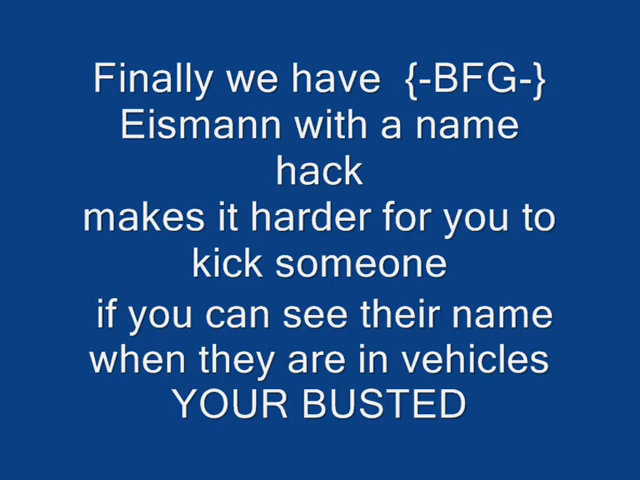 Finally we have  {-BFG-}
Eismann with a name
hack
makes it harder for you to
kick someone
if you can see their name
when they are in vehicles
YOUR BUSTED